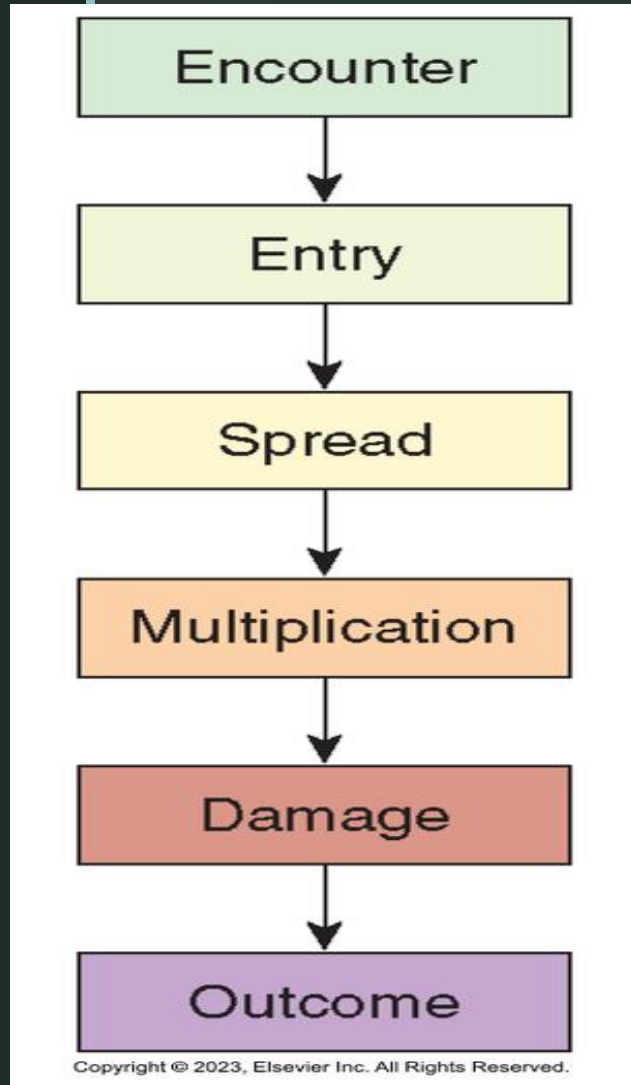 Encounter
Entry
Spread
Multiplication
Damage
Outcome
Copyright © 2023, Elsevier Inc. All Rights Reserved.